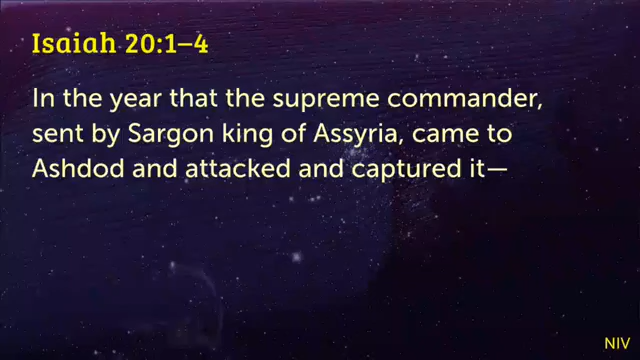 Isaiah 20:1–4
In the year that the supreme commander,
sent by Sargon king of Assyria, came to
Ashdod and attacked and captured it—
NIV